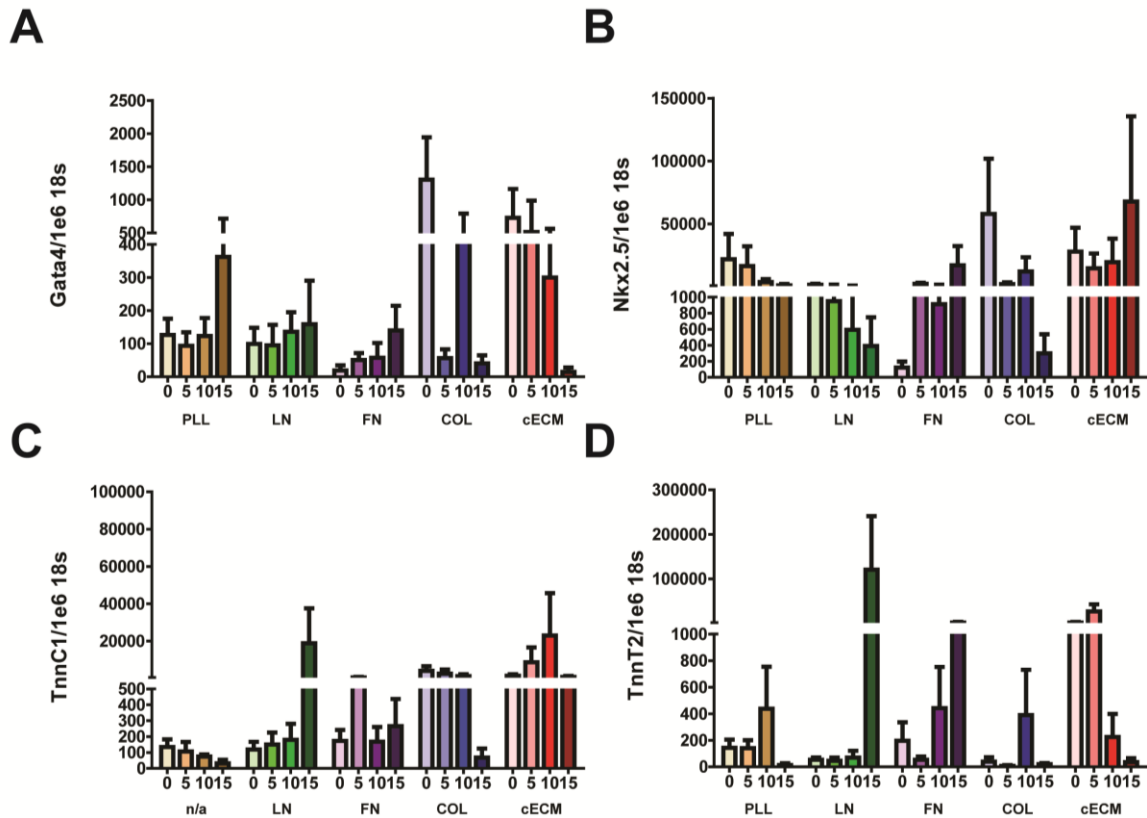 A
B
Gata4/1e6 18s
2500
2000
1500
1000
500
400
300
200
100
0
0 5 10 15 0 5 10 15 0 5 10 15 0 5 10 15 0 5 10 15
PLL LN FN COL cECM
Nkx2.5/1e6 18s
150000
100000
50000
1000
800
600
400
200
0
0 5 10 15 0 5 10 15 0 5 10 15 0 5 10 15 0 5 10 15
PLL LN FN COL cECM
C
D
TnnC1/1e6 18s
100000
80000
60000
40000
20000
500
400
300
200
100
0
0 5 10 15 0 5 10 15 0 5 10 15 0 5 10 15 0 5 10 15
n/a LN FN COL cECM
TnnT2/1e6 18s
300000
200000
100000
1000
800
600
400
200
0
0 5 10 15 0 5 10 15 0 5 10 15 0 5 10 15 0 5 10 15
PLL LN FN COL cECM